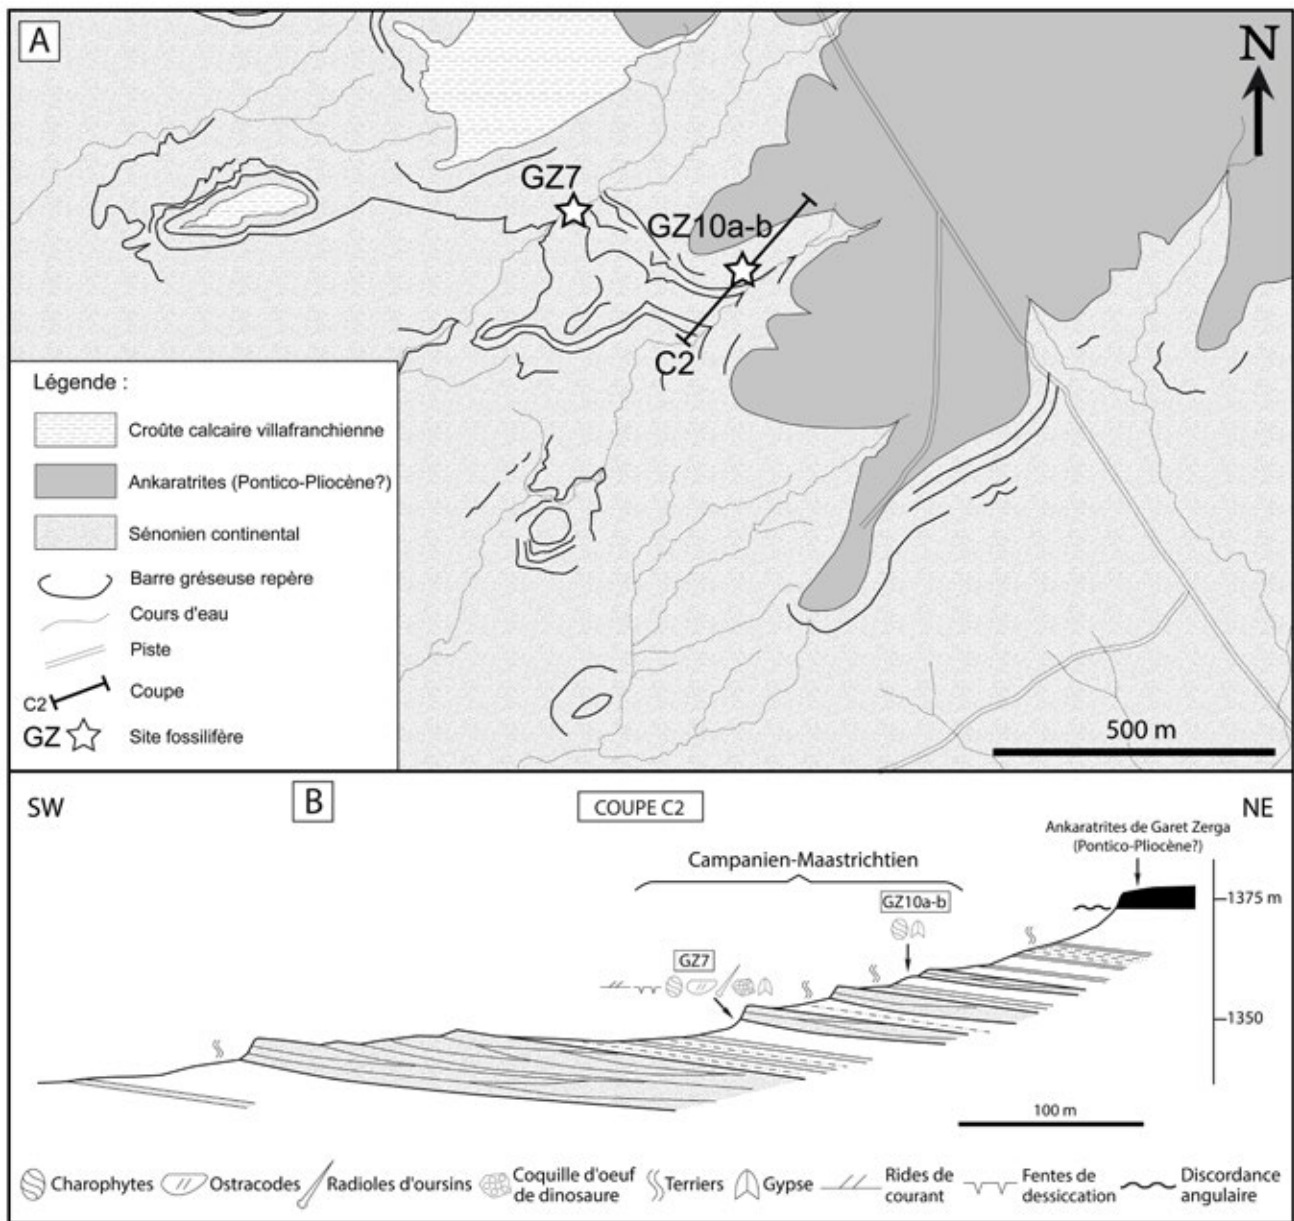 A
N
GZ7
GZ10a-b
C2
Légende :
Croûte calcaire villafranchienne
Ankaratrites (Pontico-Pliocène?)
Sénonien continental
Barre gréseuse repère
Cours d'eau
Piste
C2 Coupe
GZ Site fossilifère
500 m
SW
B
COUPE C2
NE
Ankaratrites de Garet Zerga
(Pontico-Pliocène?)
Campanien-Maastrichtien
1375 m
GZ10a-b
GZ7
1350
100 m
Charophytes
Ostracodes
Radioles d'oursins
Coquille d'oeuf
de dinosaure
Terriers
Gypse
Rides de
courant
Fentes de
dessiccation
Discordance
angulaire